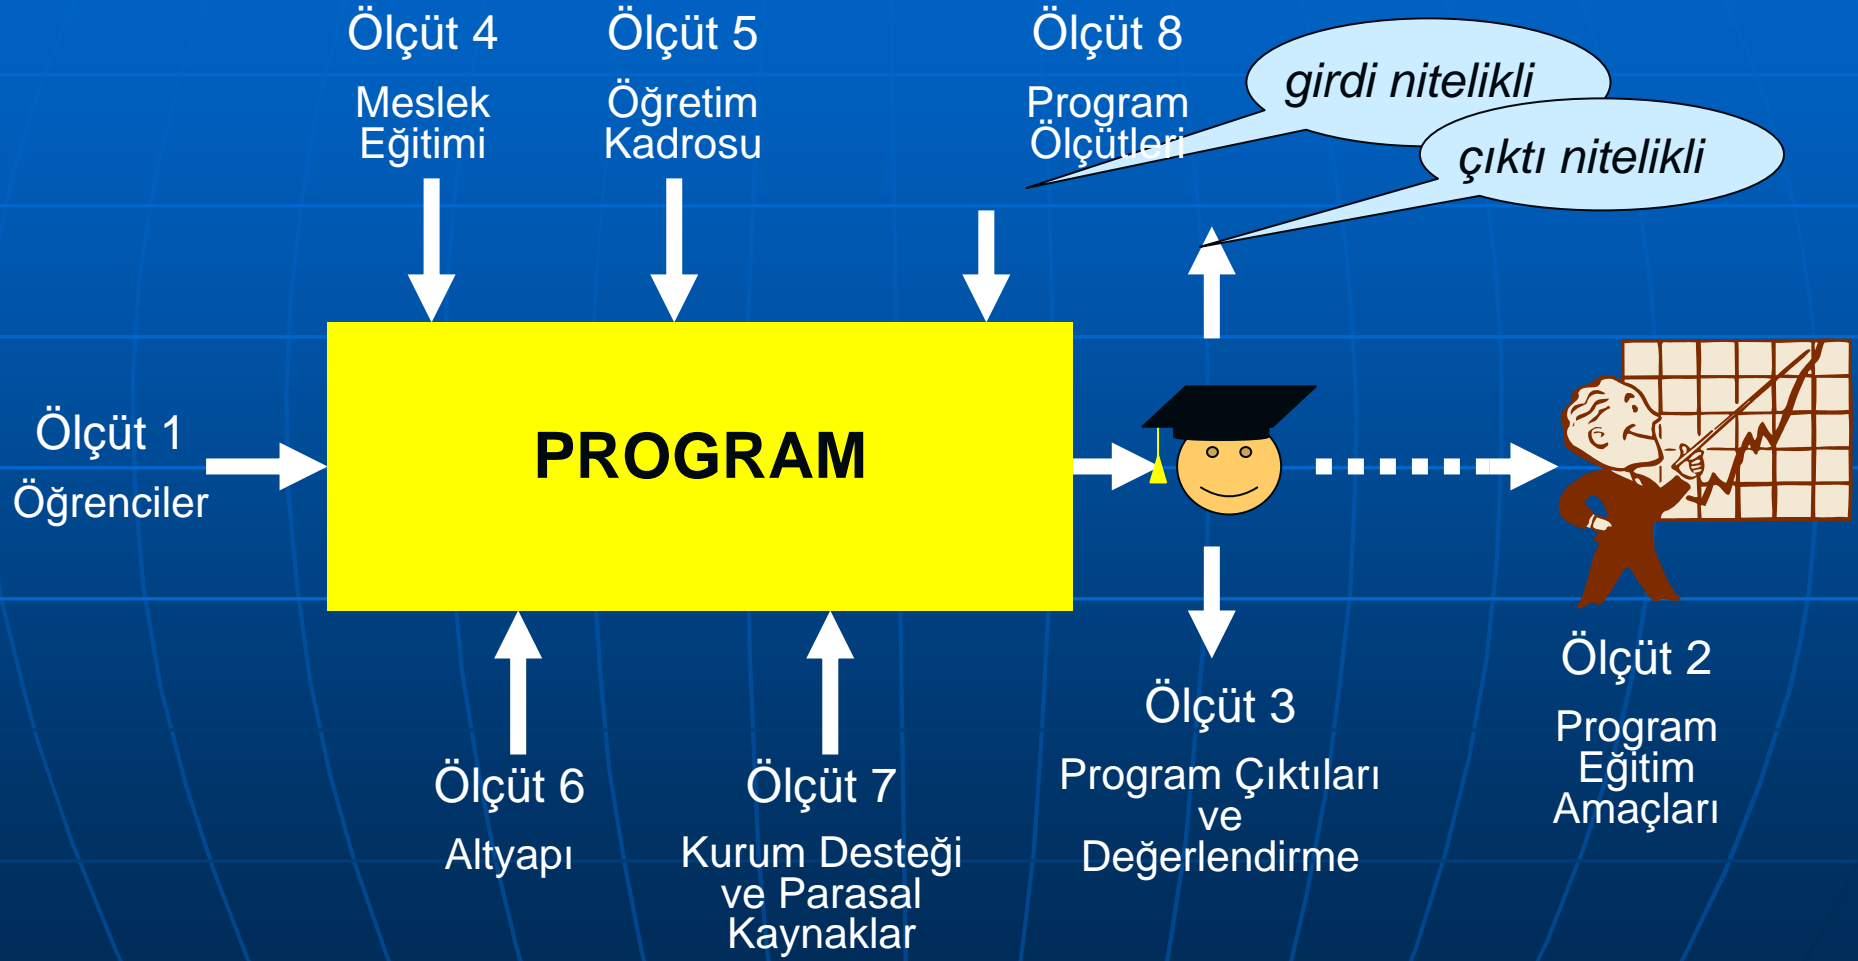 Ölçüt 4
Meslek
Eğitimi
Ölçüt 5
Öğretim
Kadrosu
Ölçüt 8
Program
Ölçütleri
girdi nitelikli
çıktı nitelikli
Ölçüt 1
Öğrenciler
PROGRAM
Ölçüt 6
Altyapı
Ölçüt 7
Kurum Desteği
ve Parasal
Kaynaklar
Ölçüt 3
Program Çıktıları
ve
Değerlendirme
Ölçüt 2
Program
Eğitim
Amaçları